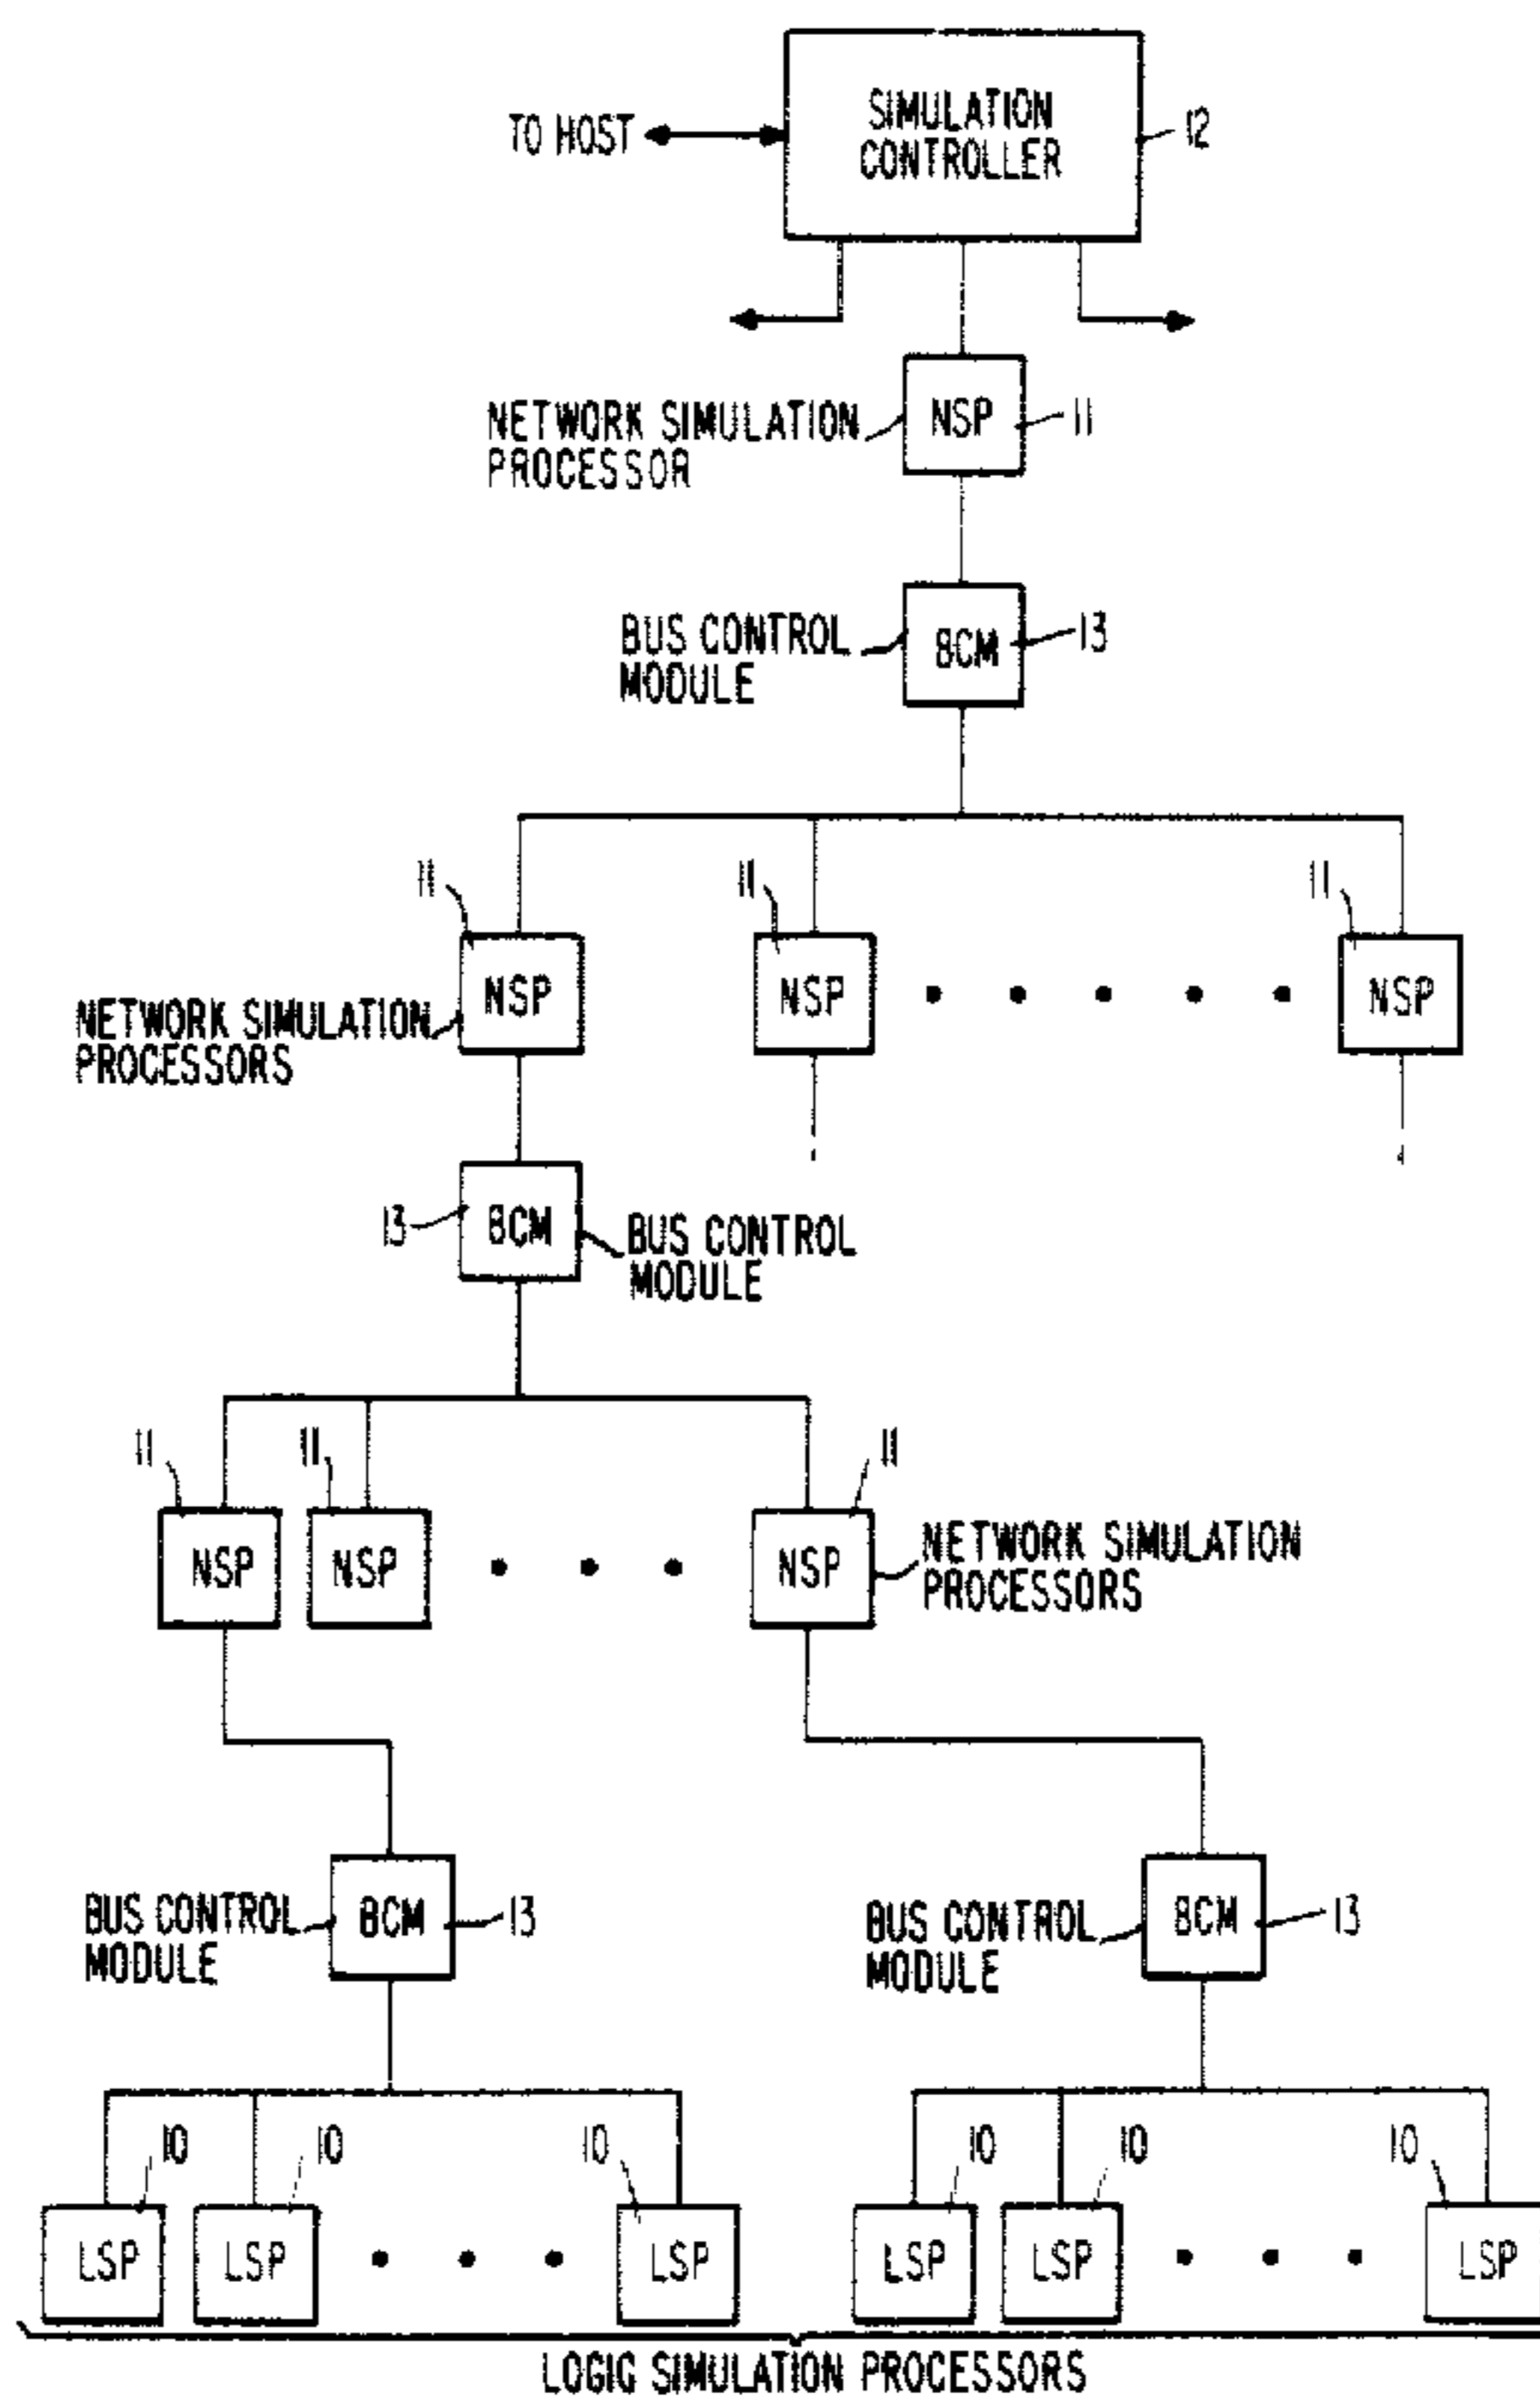 SIMULATION
CONTROLLER
TO HOST
12
NETWORK SIMULATION
PROCESSOR
NSP
11
BUS CONTROL
MODULE
BCM
13
11
11
11
NSP
NSP
NSP
NETWORK SIMULATION
PROCESSORS
13
BCM
BUS CONTROL
MODULE
11
11
11
NSP
NSP
NSP
NETWORK SIMULATION
PROCESSORS
BUS CONTROL
MODULE
BCM
13
BUS CONTROL
MODULE
BCM
13
10
10
10
10
10
10
LSP
LSP
LSP
LSP
LSP
LSP
LOGIC SIMULATION PROCESSORS